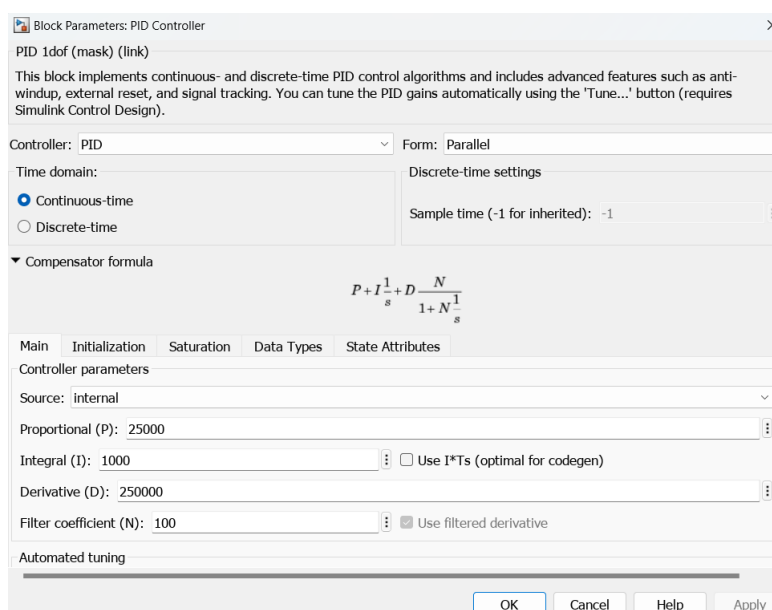 Block Parameters: PID Controller
PID 1dof (mask) (link)
This block implements continuous- and discrete-time PID control algorithms and includes advanced features such as anti-
windup, external reset, and signal tracking. You can tune the PID gains automatically using the 'Tune...' button (requires
Simulink Control Design).
Controller: PID Form: Parallel
Time domain: Discrete-time settings
Continuous-time
Sample time (-1 for inherited): -1
Discrete-time
Compensator formula
P + I 1/s + D N/(1 + N 1/s)
Main Initialization Saturation Data Types State Attributes
Controller parameters
Source: internal
Proportional (P): 25000
Integral (I): 1000 Use I*Ts (optimal for codegen)
Derivative (D): 250000
Filter coefficient (N): 100 Use filtered derivative
Automated tuning
OK Cancel Help Apply